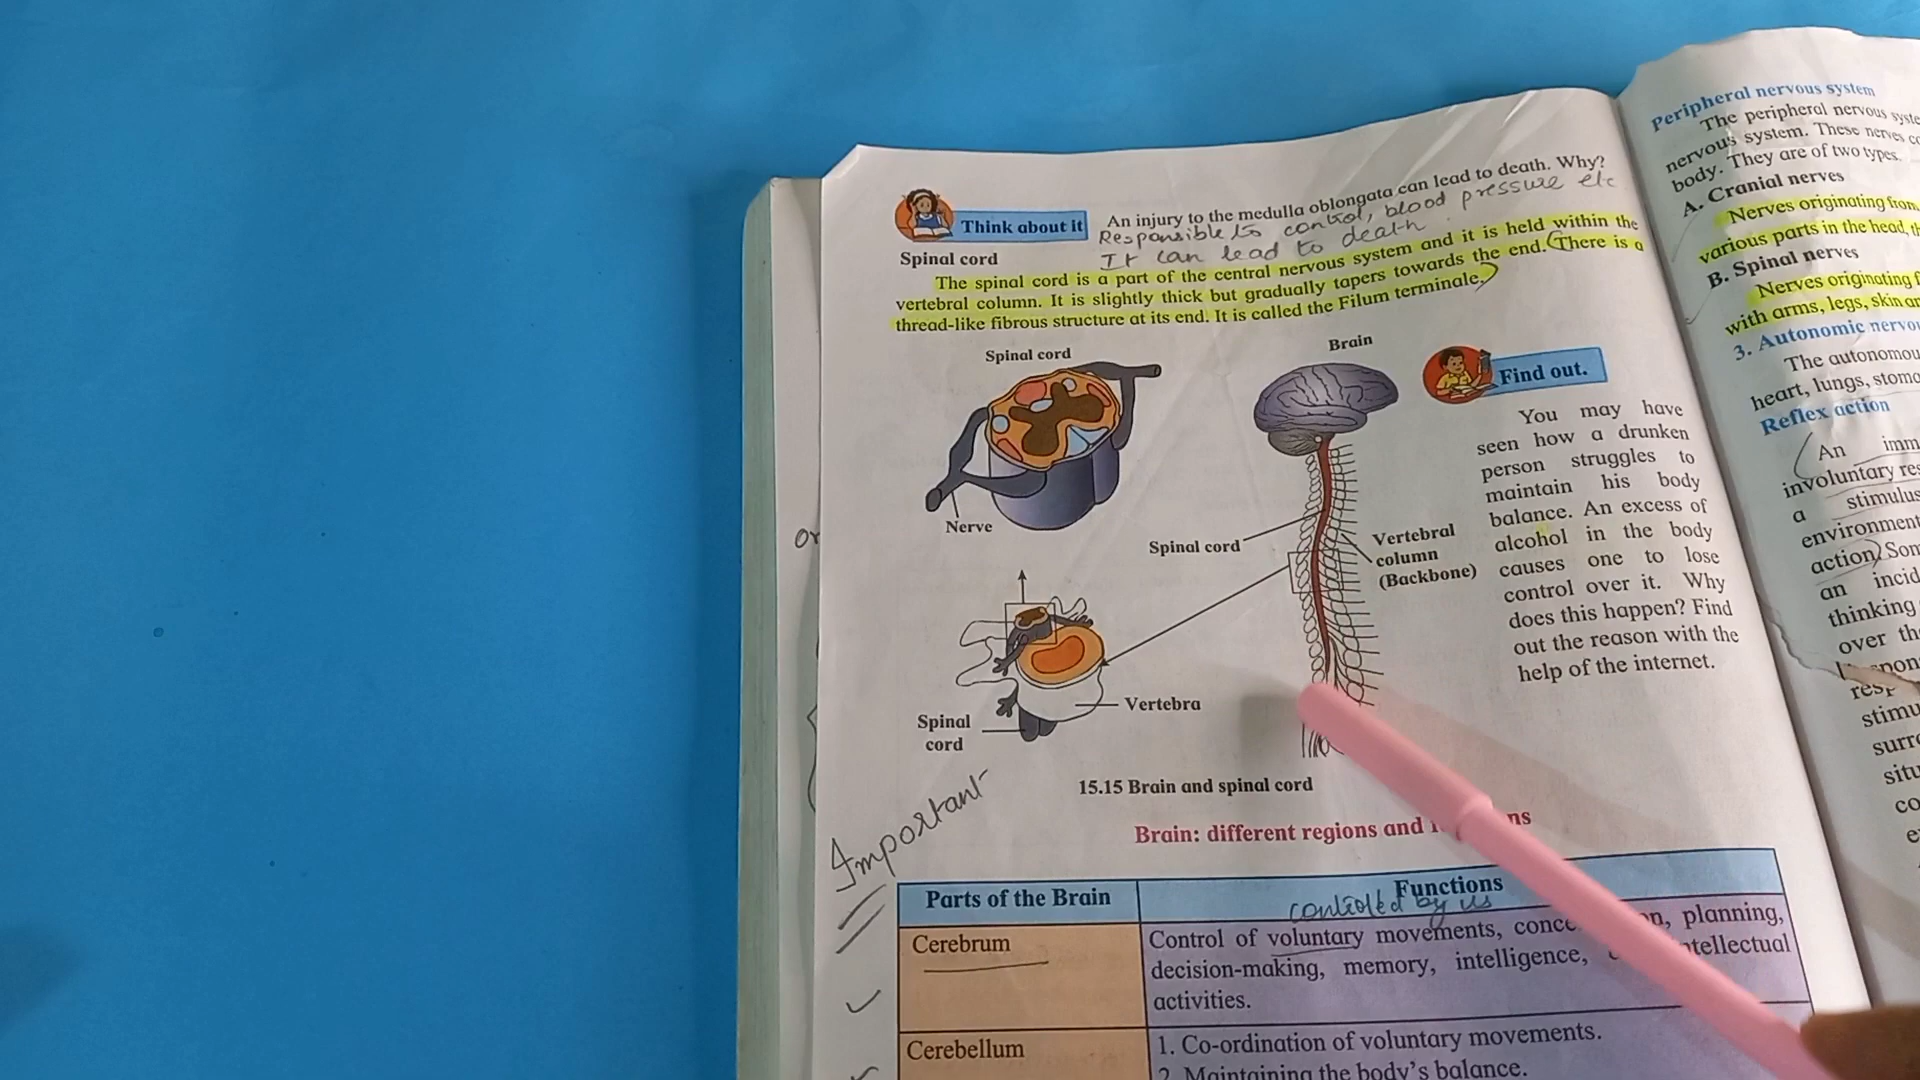 An injury to the medulla oblongata can lead to death. Why?
Think about it
Responsible to control, blood pressure etc
It can lead to death
Spinal cord
The spinal cord is a part of the central nervous system and it is held within the
vertebral column. It is slightly thick but gradually tapers towards the end. There is a
thread-like fibrous structure at its end. It is called the Filum terminale.
Spinal cord
Brain
Find out.
Nerve
Spinal cord
Vertebral
column
(Backbone)
You may have
seen how a drunken
person struggles to
maintain his body
balance. An excess of
alcohol in the body
causes one to lose
control over it. Why
does this happen? Find
out the reason with the
help of the internet.
Vertebra
Spinal
cord
15.15 Brain and spinal cord
Important
Brain: different regions and
Parts of the Brain
Functions
controlled by us
Cerebrum
Control of voluntary movements, planning,
decision-making, memory, intelligence,
activities.
Cerebellum
1. Co-ordination of voluntary movements.
2. Maintaining the body's balance.
Peripheral nervous system
The peripheral nervous
nervous system. These nerves
body. They are of two types.
A. Cranial nerves
Nerves originating from
various parts in the head,
B. Spinal nerves
Nerves originating
with arms, legs, skin
3. Autonomic
The
heart, lungs,
Reflex action
An
involuntary
a stimulus
environment
action. 
an
thinking
over